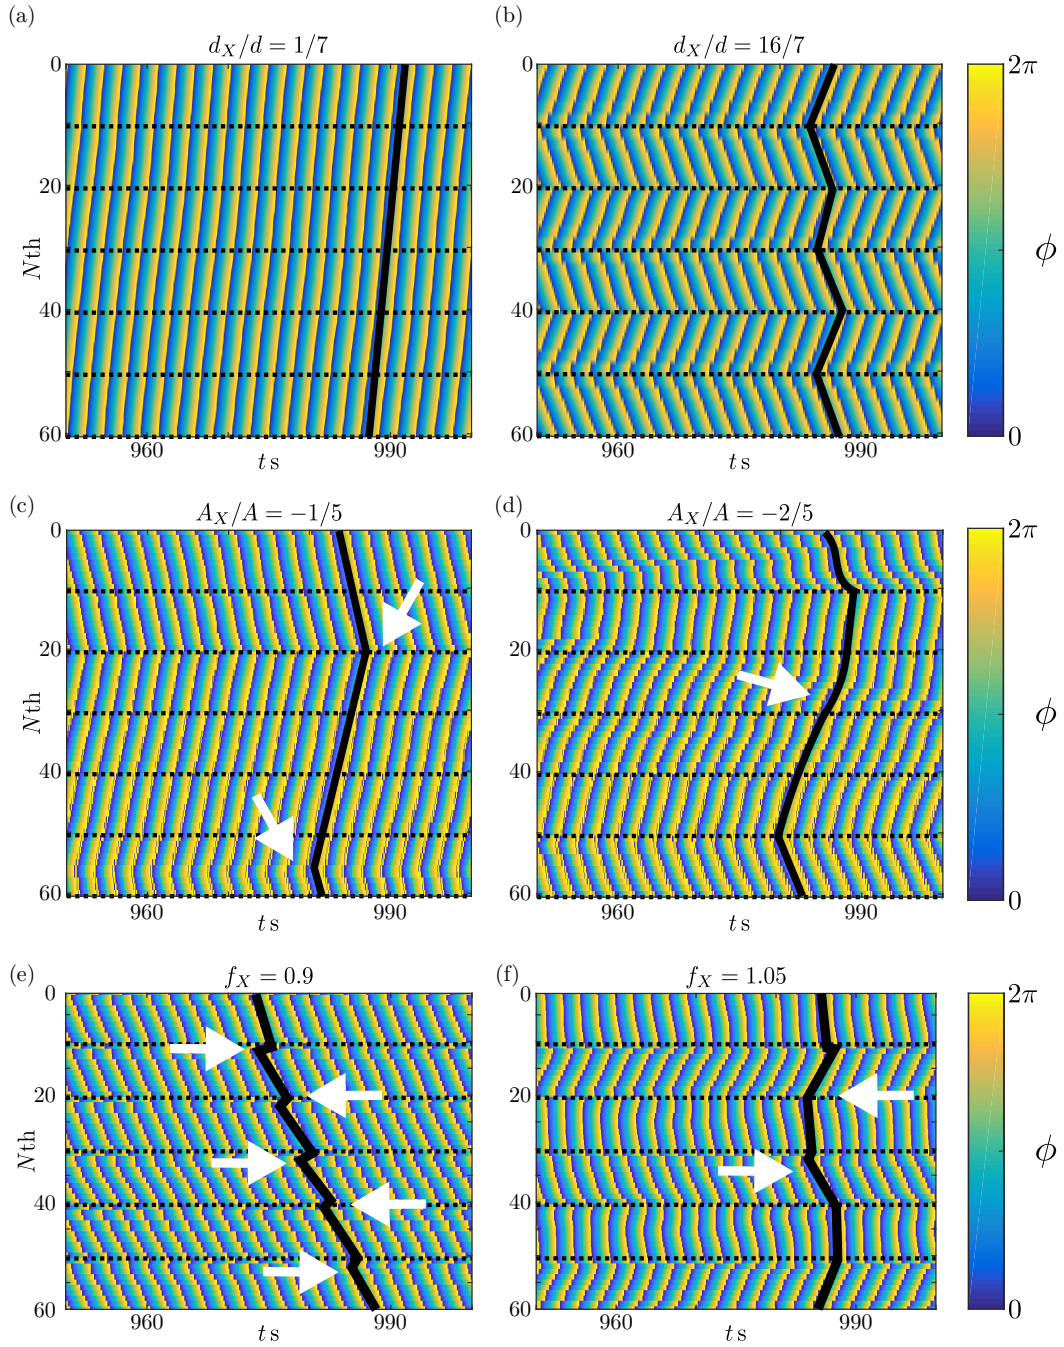 (a)
(b)
d_X/d = 1/7
d_X/d = 16/7
0
20
40
60
Nth
960
990
t s
0
20
40
60
960
990
t s
2π
0
ϕ
(c)
(d)
A_X/A = −1/5
A_X/A = −2/5
0
20
40
60
Nth
960
990
t s
0
20
40
60
960
990
t s
2π
0
ϕ
(e)
(f)
f_X = 0.9
f_X = 1.05
0
20
40
60
Nth
960
990
t s
0
20
40
60
960
990
t s
2π
0
ϕ